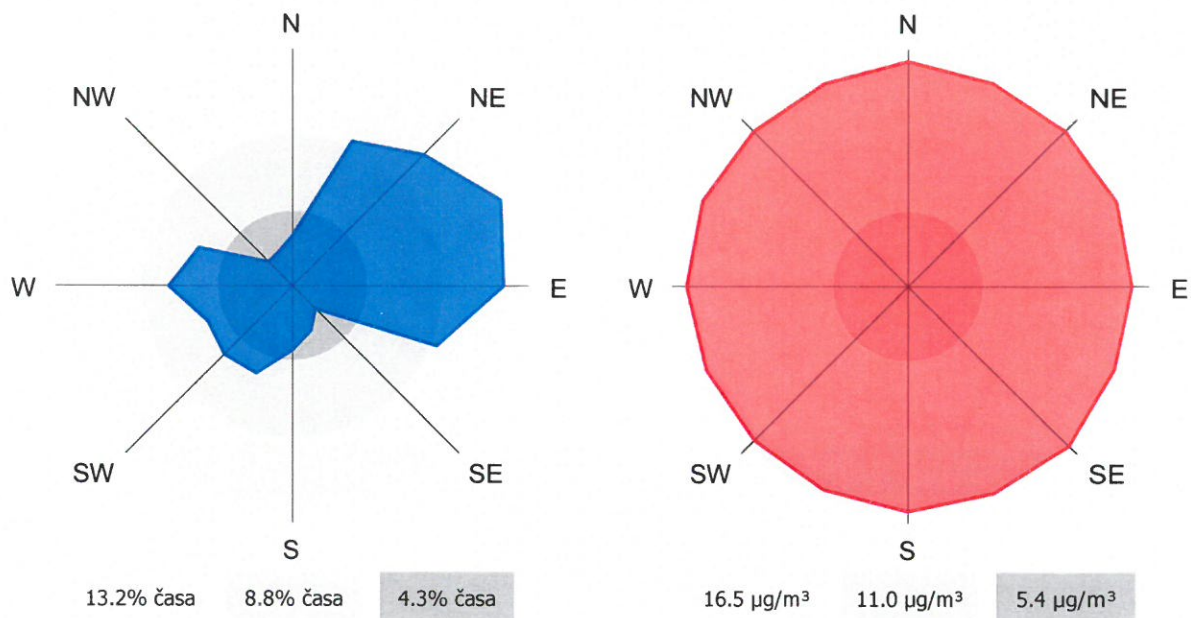 N
NW
NE
W
E
SW
SE
S
13.2% časa 8.8% časa 4.3% časa
N
NW
NE
W
E
SW
SE
S
16.5 µg/m³ 11.0 µg/m³ 5.4 µg/m³